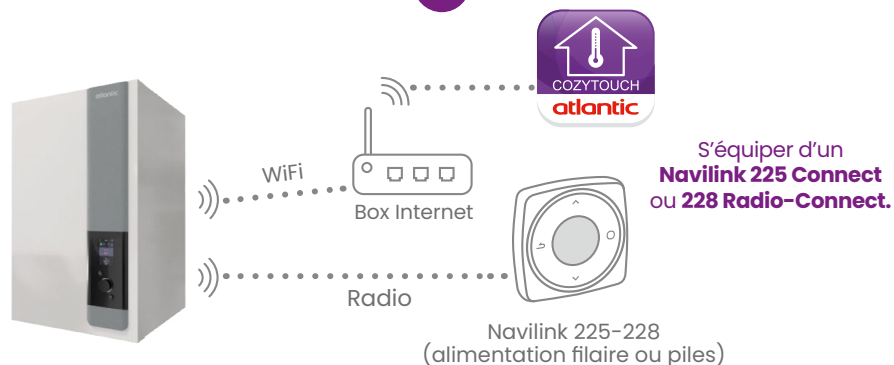 atlantic
COZYTOUCH
atlantic
WiFi
Box Internet
S'équiper d'un
Navilink 225 Connect
ou 228 Radio-Connect.
Radio
Navilink 225-228
(alimentation filaire ou piles)